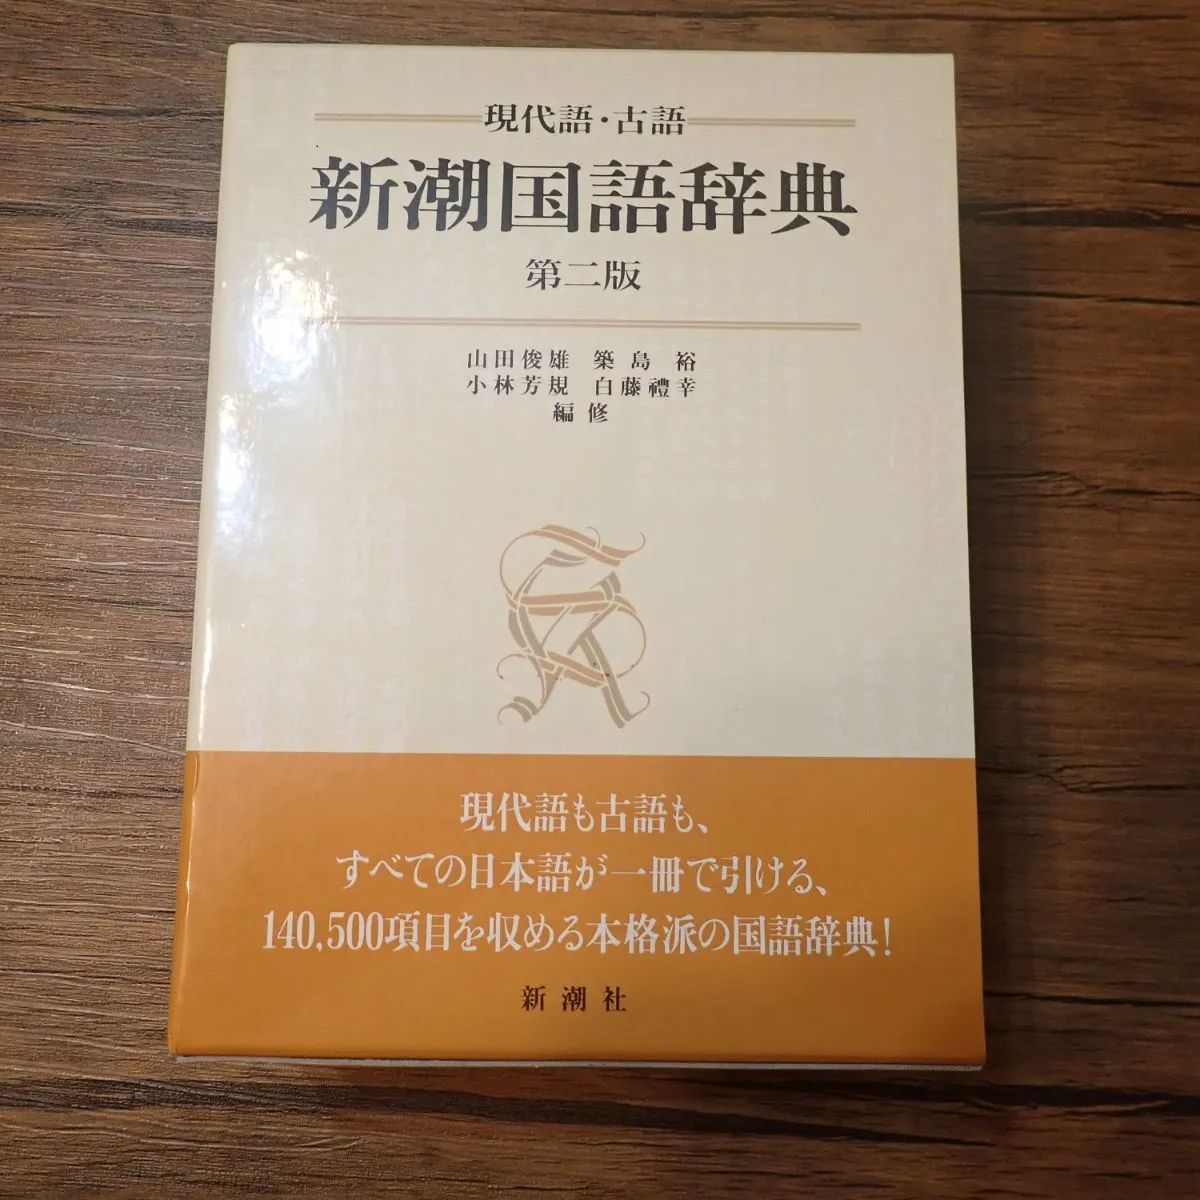 現代語・古語
新潮国語辞典
第二版
山田俊雄 築島 裕
小林芳規 白藤禮幸
編修
現代語も古語も、
すべての日本語が一冊で引ける、
140,500項目を収める本格派の国語辞典!
新潮社